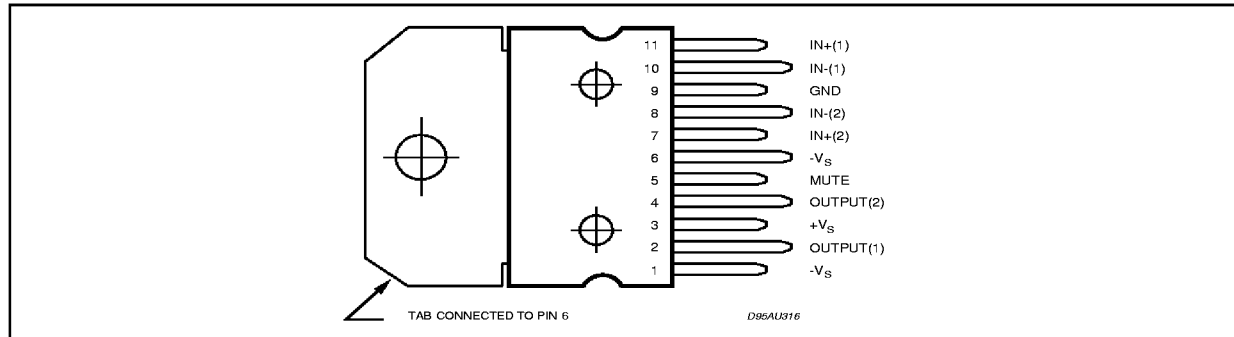 11 IN+(1)
10 IN-(1)
9 GND
8 IN-(2)
7 IN+(2)
6 -VS
5 MUTE
4 OUTPUT(2)
3 +VS
2 OUTPUT(1)
1 -VS
TAB CONNECTED TO PIN 6
D95AU316